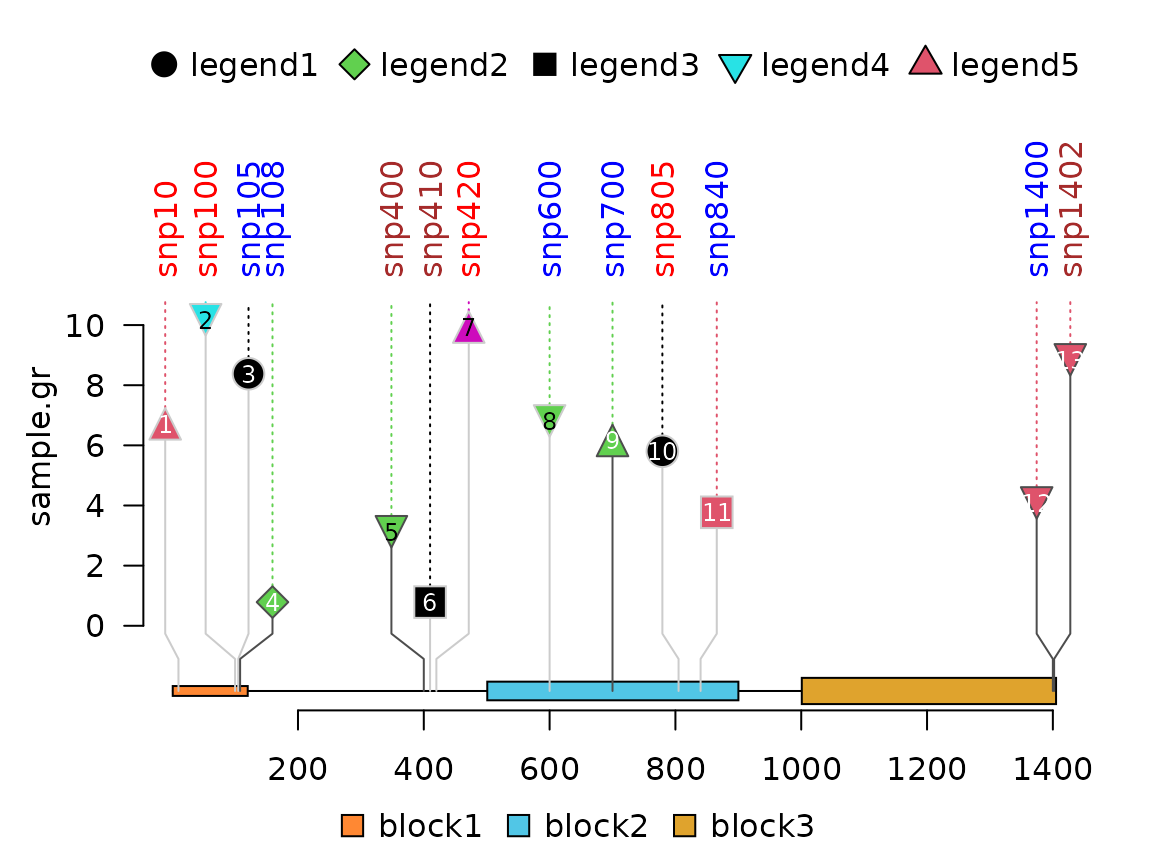 legend1 legend2 legend3 legend4 legend5
snp10 snp100 snp105 snp108 snp400 snp410 snp420 snp600 snp700 snp805 snp840 snp1400 snp1402
sample.gr
10
8
6
4
2
0
1 2 3 4 5 6 7 8 9 10 11 12 13
200 400 600 800 1000 1200 1400
block1 block2 block3